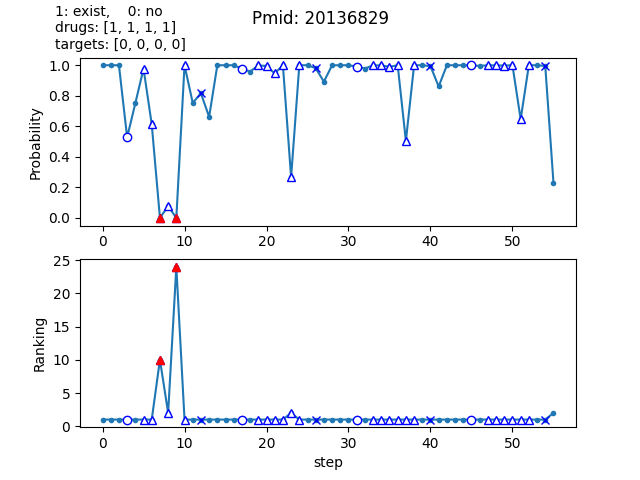 1: exist,    0: no
Pmid: 20136829
drugs: [1, 1, 1, 1]
targets: [0, 0, 0, 0]
1.0
0.8
0.6
0.4
0.2
0.0
Probability
0 10 20 30 40 50
25
20
15
10
5
0
Ranking
0 10 20 30 40 50
step